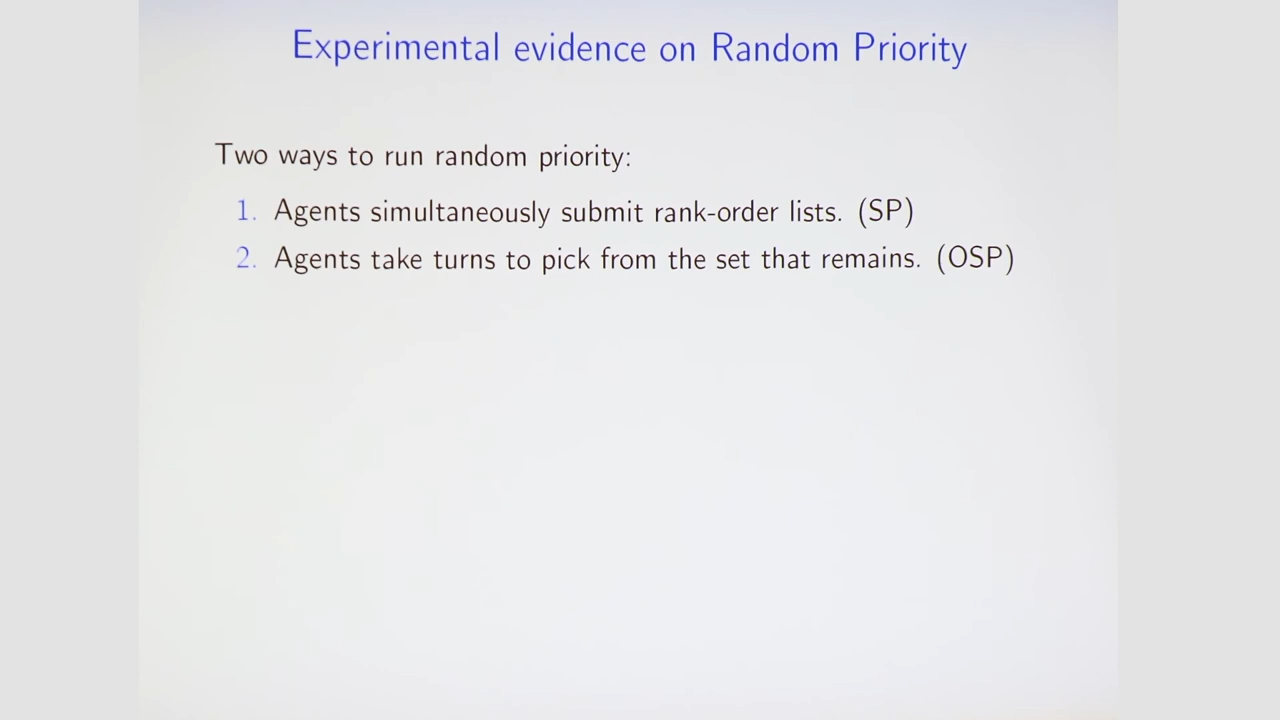 Experimental evidence on Random Priority
Two ways to run random priority:
1. Agents simultaneously submit rank-order lists. (SP)
2. Agents take turns to pick from the set that remains. (OSP)